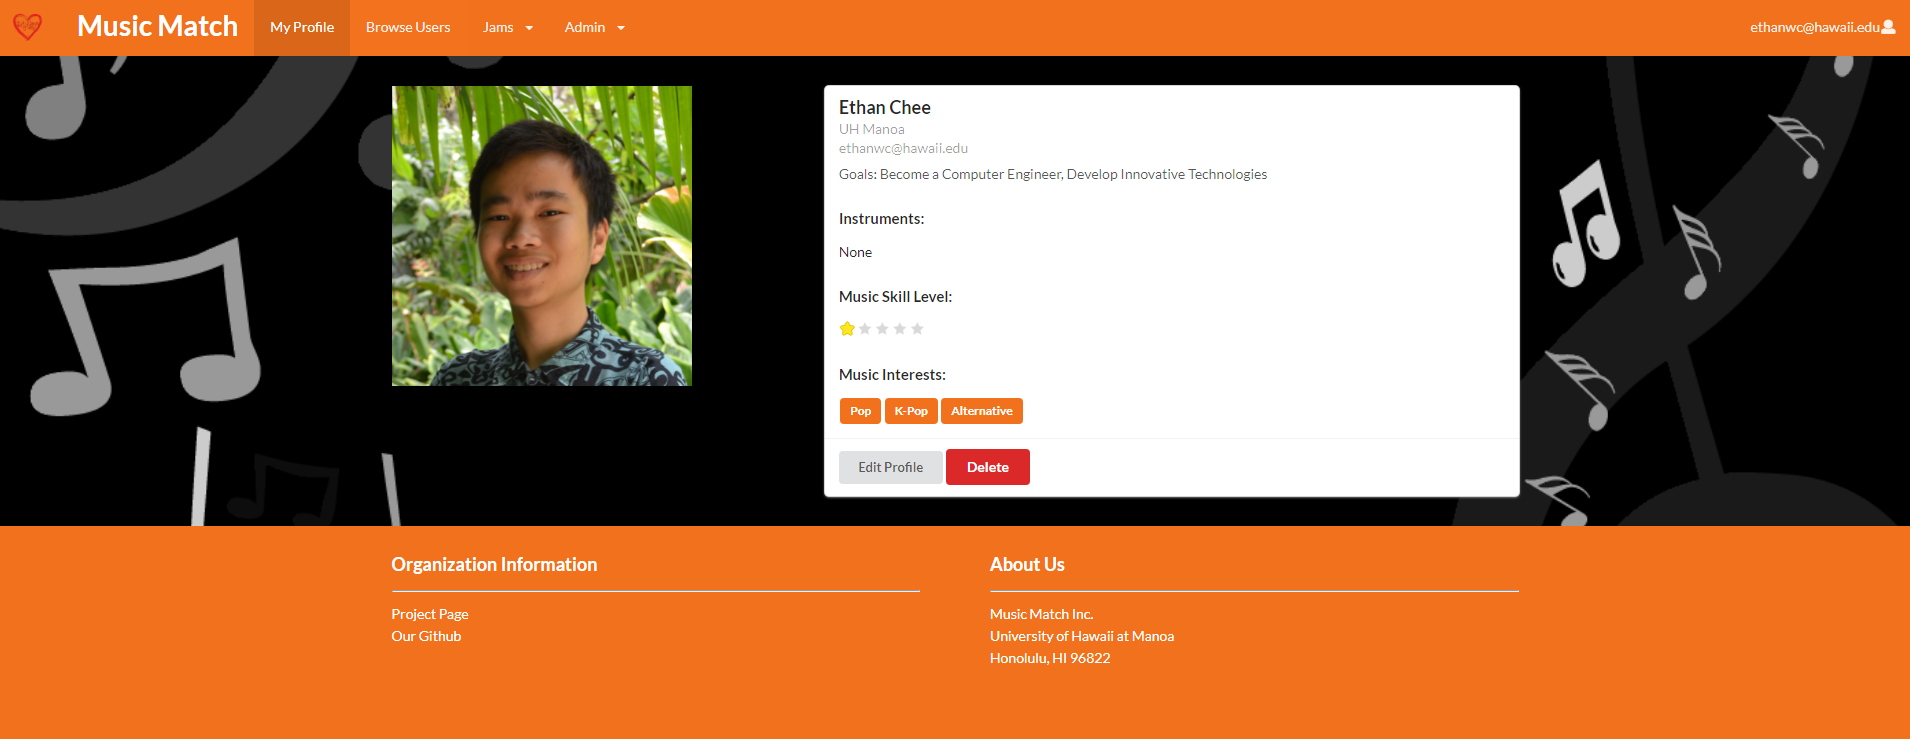 Music Match
My Profile
Browse Users
Jams
Admin
ethanwc@hawaii.edu
Ethan Chee
UH Manoa
ethanwc@hawaii.edu
Goals: Become a Computer Engineer, Develop Innovative Technologies
Instruments:
None
Music Skill Level:
Music Interests:
Pop K-Pop Alternative
Edit Profile Delete
Organization Information
Project Page
Our Github
About Us
Music Match Inc.
University of Hawaii at Manoa
Honolulu, HI 96822